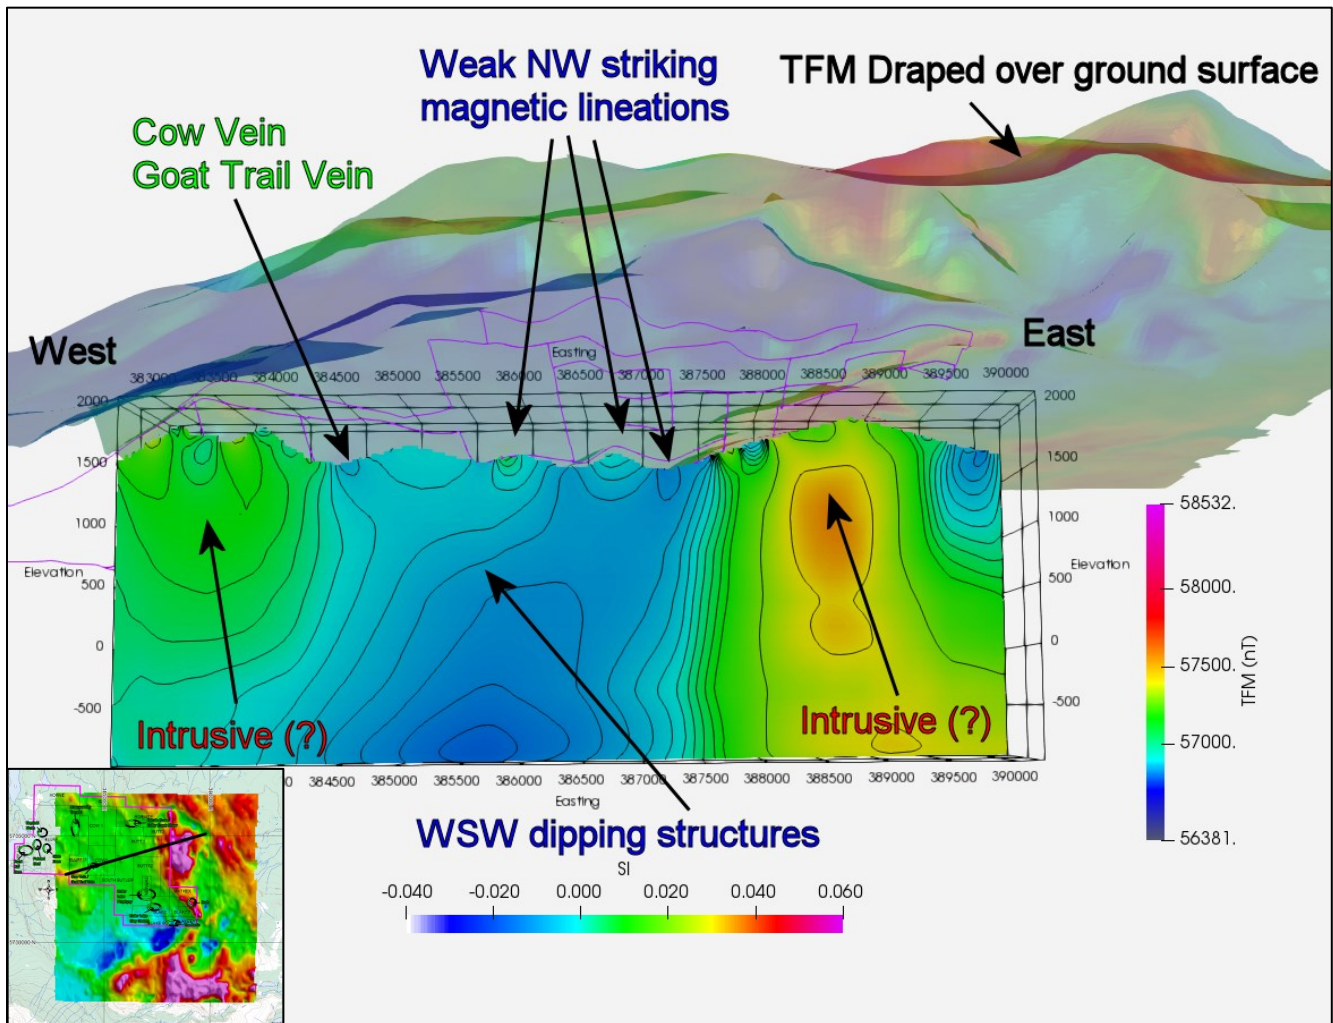 Weak NW striking
magnetic lineations
TFM Draped over ground surface
Cow Vein
Goat Trail Vein
West
East
Easting
383000 383500 384000 384500 385000 385500 386000 386500 387000 387500 388000 388500 389000 389500 390000
2000
2000
1500
1500
1000
1000
Elevation
500
Elevation
500
0
0
-500
-500
58532.
58000.
57500.
57000.
56381.
TFM (nT)
Intrusive (?)
Intrusive (?)
384500 385000 385500 386000 386500 387000 387500 388000 388500 389000 389500 390000
Easting
WSW dipping structures
SI
-0.040 -0.020 0.000 0.020 0.040 0.060